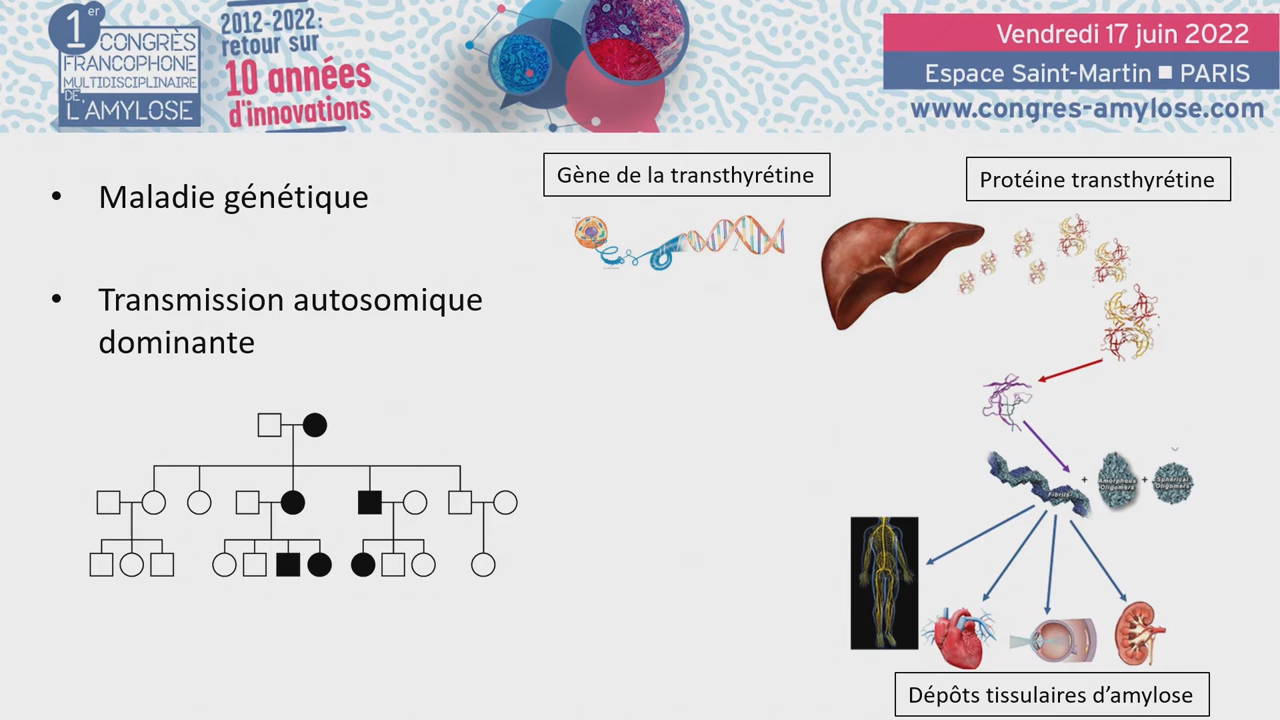 1er
CONGRÈS
FRANCOPHONE
MULTIDISCIPLINAIRE
DE
L'AMYLOSE
2012-2022:
retour sur
10 années
d'innovations
Vendredi 17 juin 2022
Espace Saint-Martin ■ PARIS
www.congres-amylose.com
• Maladie génétique
• Transmission autosomique
dominante
Gène de la transthyrétine
Protéine transthyrétine
Fibrils
+
Amorphous
Oligomers
+
Spherical
Oligomers
Dépôts tissulaires d'amylose